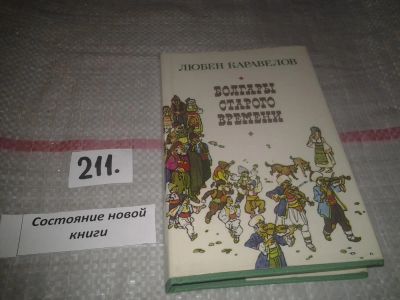 ЛЮБЕН КАРАВЕЛОВ
БОЛГАРЫ
СТАРОГО
ВРЕМЕНИ
211.
Состояние новой
книги